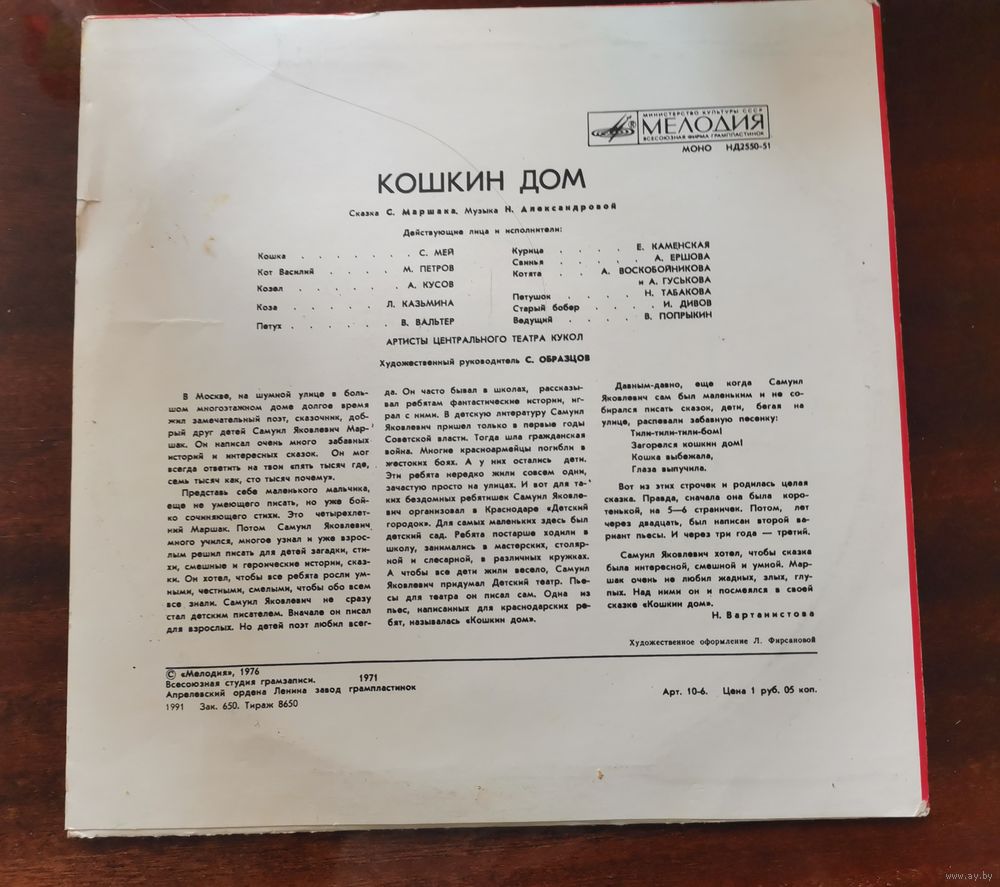 МИНИСТЕРСТВО КУЛЬТУРЫ СССР
МЕЛОДИЯ
ВСЕСОЮЗНАЯ ФИРМА ГРАМПЛАСТИНОК
МОНО НД2550-51
КОШКИН ДОМ
Сказка С. Маршака. Музыка Н. Александровой
Действующие лица и исполнители:
Кошка . . . . . . . С. МЕЙ
Кот Василий . . . . М. ПЕТРОВ
Козел . . . . . . А. КУСОВ
Коза . . . . . Л. КАЗЬМИНА
Петух . . . . . В. ВАЛЬТЕР
Курица . . . . Е. КАМЕНСКАЯ
Свинья . . . . . А. ЕРШОВА
Котята . . А. ВОСКОБОЙНИКОВА
и А. ГУСЬКОВА
Петушок . . . . Н. ТАБАКОВА
Старый бобер . . . . И. ДИВОВ
Ведущий . . . . В. ПОПРЫКИН
АРТИСТЫ ЦЕНТРАЛЬНОГО ТЕАТРА КУКОЛ
Художественный руководитель С. ОБРАЗЦОВ
В Москве, на шумной улице в боль-
шом многоэтажном доме долгое время
жил замечательный поэт, сказочник, доб-
рый друг детей Самуил Яковлевич Мар-
шак. Он написал очень много забавных
историй и интересных сказок. Он мог
всегда ответить на твои «пять тысяч где,
семь тысяч как, сто тысяч почему».
Представь себе маленького мальчика,
еще не умеющего писать, но уже бой-
ко сочиняющего стихи. Это четырехлет-
ний Маршак. Потом Самуил Яковлевич
много учился, многое узнал и уже взрос-
лым решил писать для детей загадки, сти-
хи, смешные и героические истории, сказ-
ки. Он хотел, чтобы все ребята росли ум-
ными, честными, смелыми, чтобы обо всем
все знали. Самуил Яковлевич не сразу
стал детским писателем. Вначале он писал
для взрослых. Но детей поэт любил всег-
да. Он часто бывал в школах, рассказы-
вал ребятам фантастические истории, иг-
рал с ними. В детскую литературу Самуил
Яковлевич пришел только в первые годы
Советской власти. Тогда шла гражданская
война. Многие красноармейцы погибли в
жестоких боях. А у них остались дети.
Эти ребята нередко жили совсем одни,
зачастую просто на улицах. И вот для та-
ких бездомных ребятишек Самуил Яковле-
вич организовал в Краснодаре «Детский
городок». Для самых маленьких здесь был
детский сад. Ребята постарше ходили в
школу, занимались в мастерских, столяр-
ной и слесарной, в различных кружках.
А чтобы все дети жили весело, Самуил
Яковлевич придумал Детский театр. Пье-
сы для театра он писал сам. Одна из
пьес, написанных для краснодарских ре-
бят, называлась «Кошкин дом».
Давным-давно, еще когда Самуил
Яковлевич сам был маленьким и не со-
бирался писать сказок, дети, бегая на
улице, распевали забавную песенку:
Тили-тили-тили-бом!
Загорелся кошкин дом!
Кошка выбежала,
Глаза выпучила.
Вот из этих строчек и родилась целая
сказка. Правда, сначала она была коро-
тенькой, на 5—6 страничек. Потом, лет
через двадцать, был написан второй ва-
риант пьесы. И через три года — третий.
Самуил Яковлевич хотел, чтобы сказка
была интересной, смешной и умной. Мар-
шак очень не любил жадных, злых, глу-
пых. Над ними он и посмеялся в своей
сказке «Кошкин дом».
Н. Вартанистова
Художественное оформление Л. Фирсановой
© «Мелодия», 1976
Всесоюзная студия грамзаписи. 1971
Апрелевский ордена Ленина завод грампластинок
1991 Зак. 650. Тираж 8650
Арт. 10-6. Цена 1 руб. 05 коп.
www.ay.by